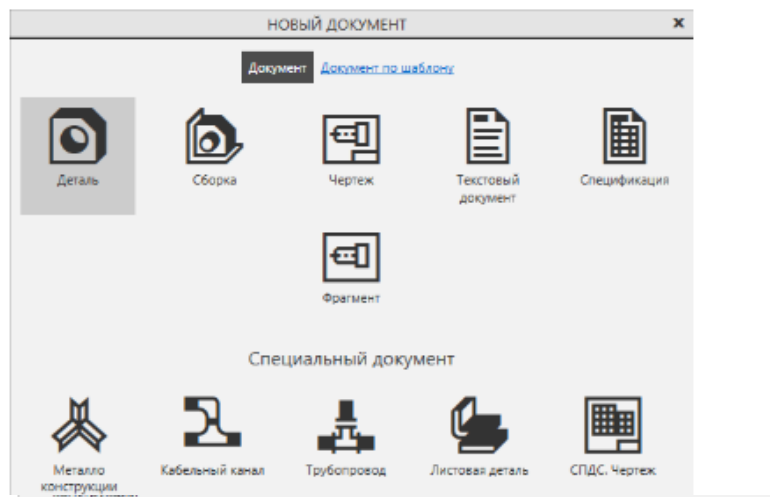 НОВЫЙ ДОКУМЕНТ
Документ Документ по шаблону
Деталь Сборка Чертеж Текстовый документ Спецификация
Фрагмент
Специальный документ
Металло конструкции Кабельный канал Трубопровод Листовая деталь СПДС. Чертеж